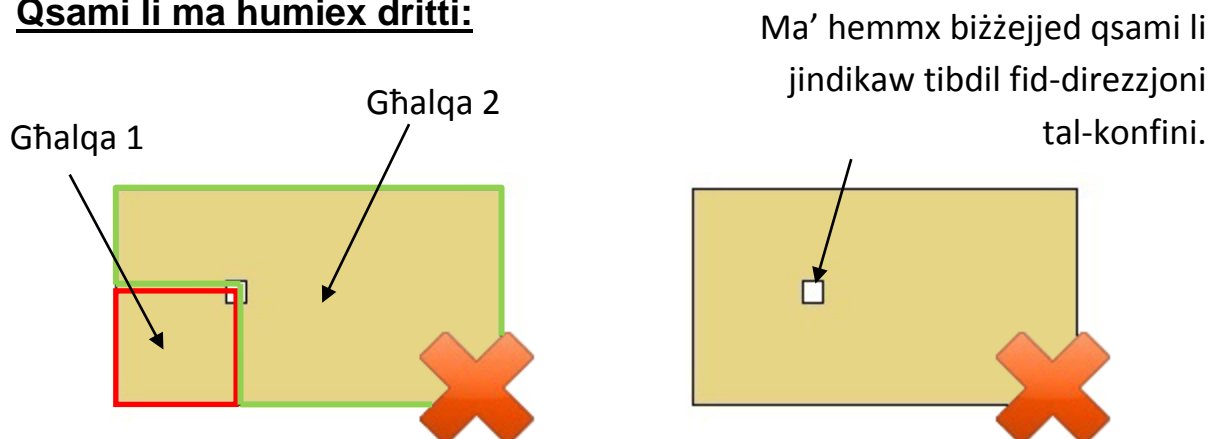 Qsami li ma humiex dritti:
Ma’ hemmx biżżejjed qsami li
jindikaw tibdil fid-direzzjoni
tal-konfini.
Għalqa 2
Għalqa 1